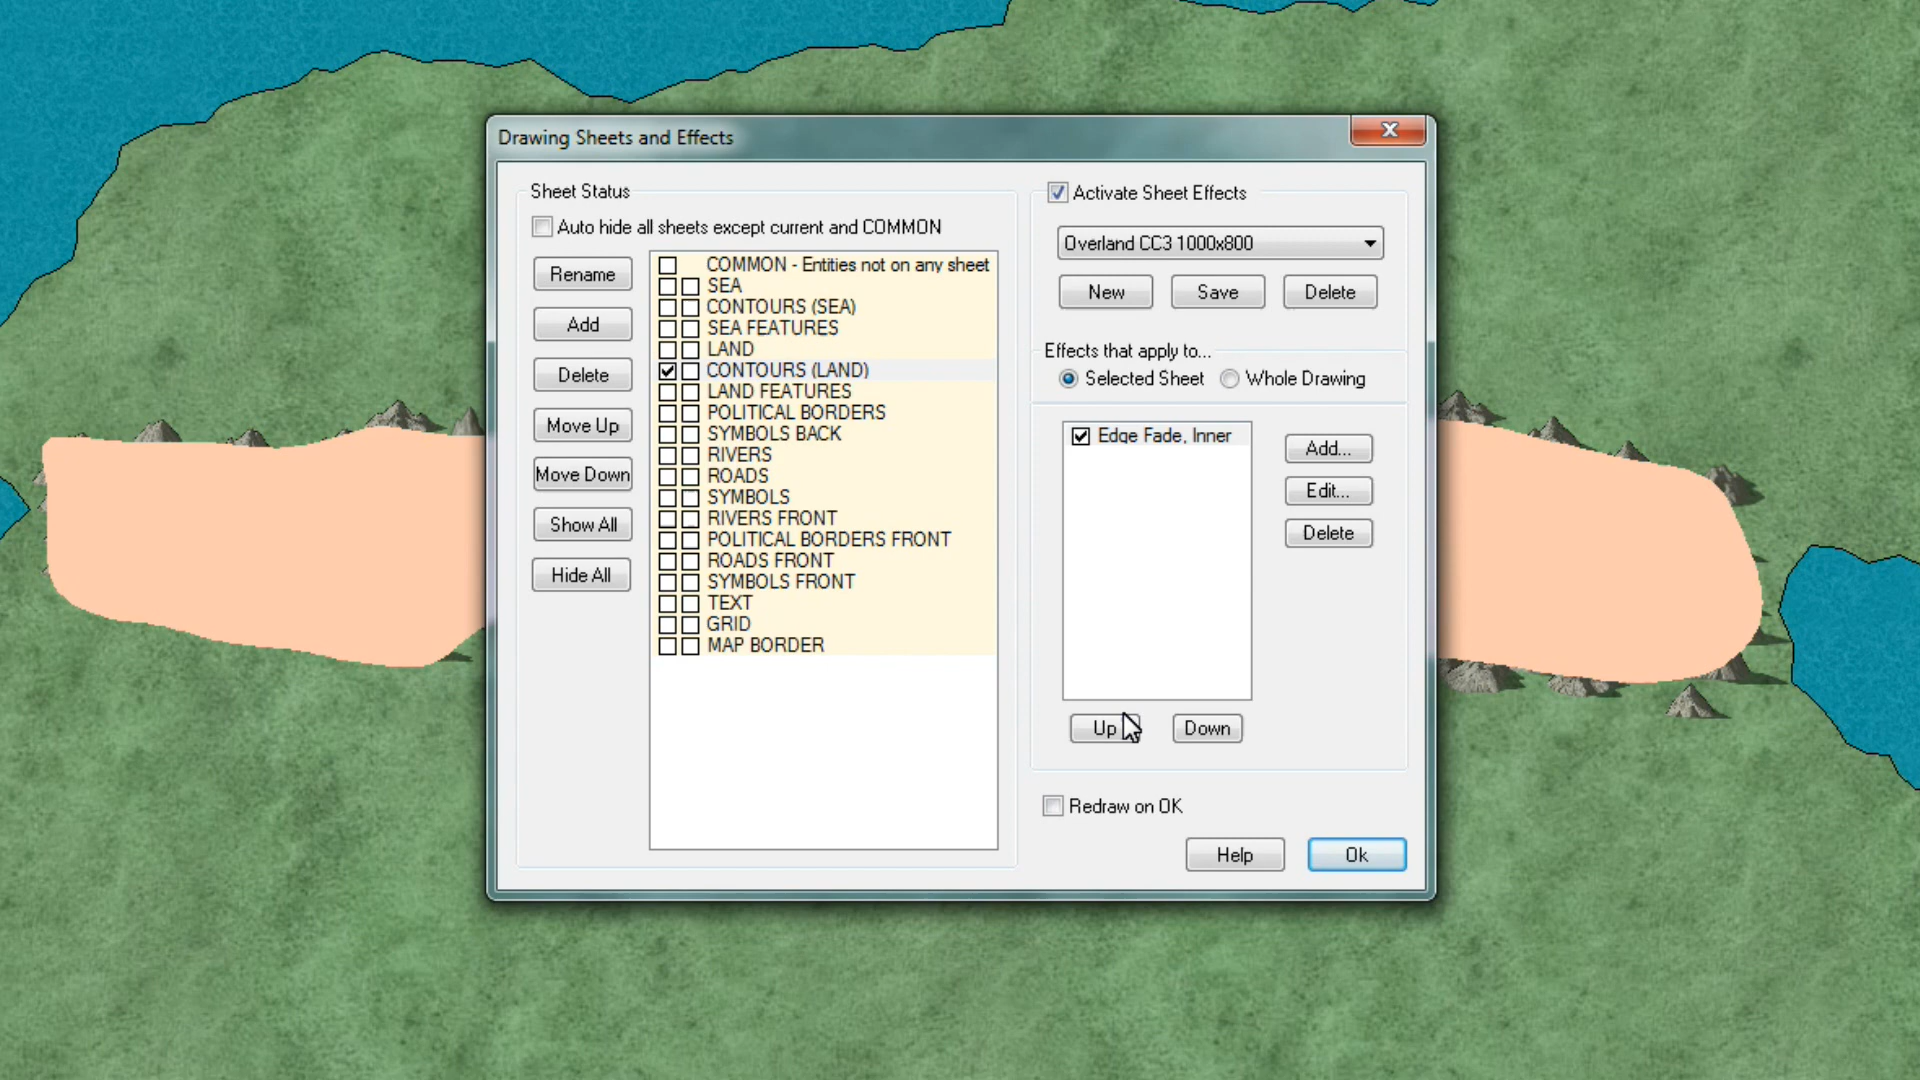 Drawing Sheets and Effects
Sheet Status
Auto hide all sheets except current and COMMON
Rename
Add
Delete
Move Up
Move Down
Show All
Hide All
COMMON - Entities not on any sheet
SEA
CONTOURS (SEA)
SEA FEATURES
LAND
CONTOURS (LAND)
LAND FEATURES
POLITICAL BORDERS
SYMBOLS BACK
RIVERS
ROADS
SYMBOLS
RIVERS FRONT
POLITICAL BORDERS FRONT
ROADS FRONT
SYMBOLS FRONT
TEXT
GRID
MAP BORDER
Activate Sheet Effects
Overland CC3 1000x800
New Save Delete
Effects that apply to...
Selected Sheet Whole Drawing
Edge Fade, Inner
Add...
Edit...
Delete
Up Down
Redraw on OK
Help Ok